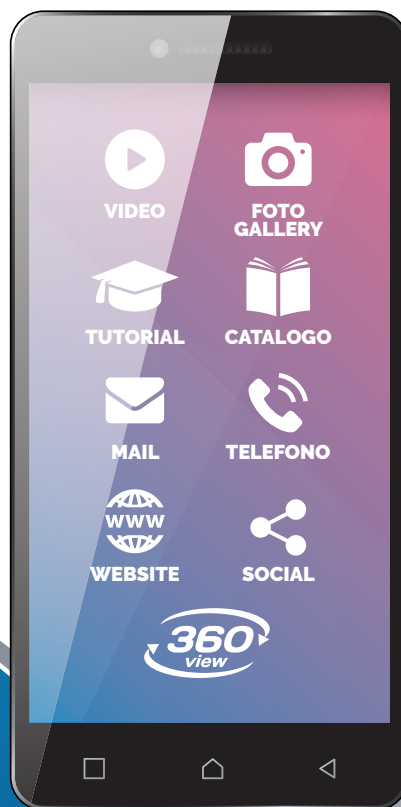 VIDEO
FOTO
GALLERY
TUTORIAL
CATALOGO
MAIL
TELEFONO
WWW
WEBSITE
SOCIAL
360
view